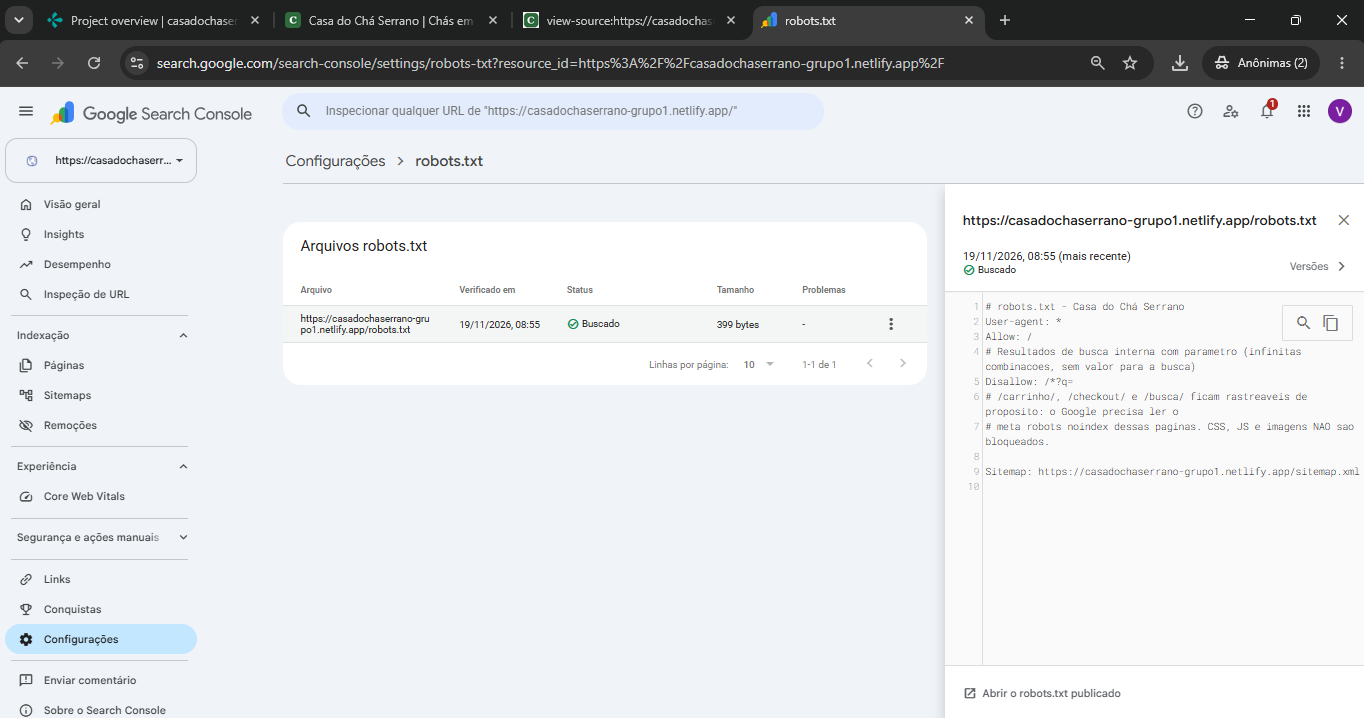 Project overview | casadochaser
Casa do Chá Serrano | Chás em
view-source:https://casadochas
robots.txt
search.google.com/search-console/settings/robots-txt?resource_id=https%3A%2F%2Fcasadochaserrano-grupo1.netlify.app%2F
Anônimas (2)
Google Search Console
Inspecionar qualquer URL de "https://casadochaserrano-grupo1.netlify.app/"
1
V
https://casadochaserr...
Configurações > robots.txt
Visão geral
Insights
Desempenho
Inspeção de URL
Indexação
Páginas
Sitemaps
Remoções
Experiência
Core Web Vitals
Segurança e ações manuais
Links
Conquistas
Configurações
Enviar comentário
Sobre o Search Console
Arquivos robots.txt
Arquivo Verificado em Status Tamanho Problemas
https://casadochaserrano-gru
po1.netlify.app/robots.txt
19/11/2026, 08:55 Buscado 399 bytes -
Linhas por página: 10 1-1 de 1
https://casadochaserrano-grupo1.netlify.app/robots.txt
19/11/2026, 08:55 (mais recente)
Buscado
Versões
1 # robots.txt - Casa do Chá Serrano
2 User-agent: *
3 Allow: /
4 # Resultados de busca interna com parametro (infinitas
combinacoes, sem valor para a busca)
5 Disallow: /*?q=
6 # /carrinho/, /checkout/ e /busca/ ficam rastreaveis de
proposito: o Google precisa ler o
7 # meta robots noindex dessas paginas. CSS, JS e imagens NAO sao
bloqueados.
8
9 Sitemap: https://casadochaserrano-grupo1.netlify.app/sitemap.xml
10
Abrir o robots.txt publicado